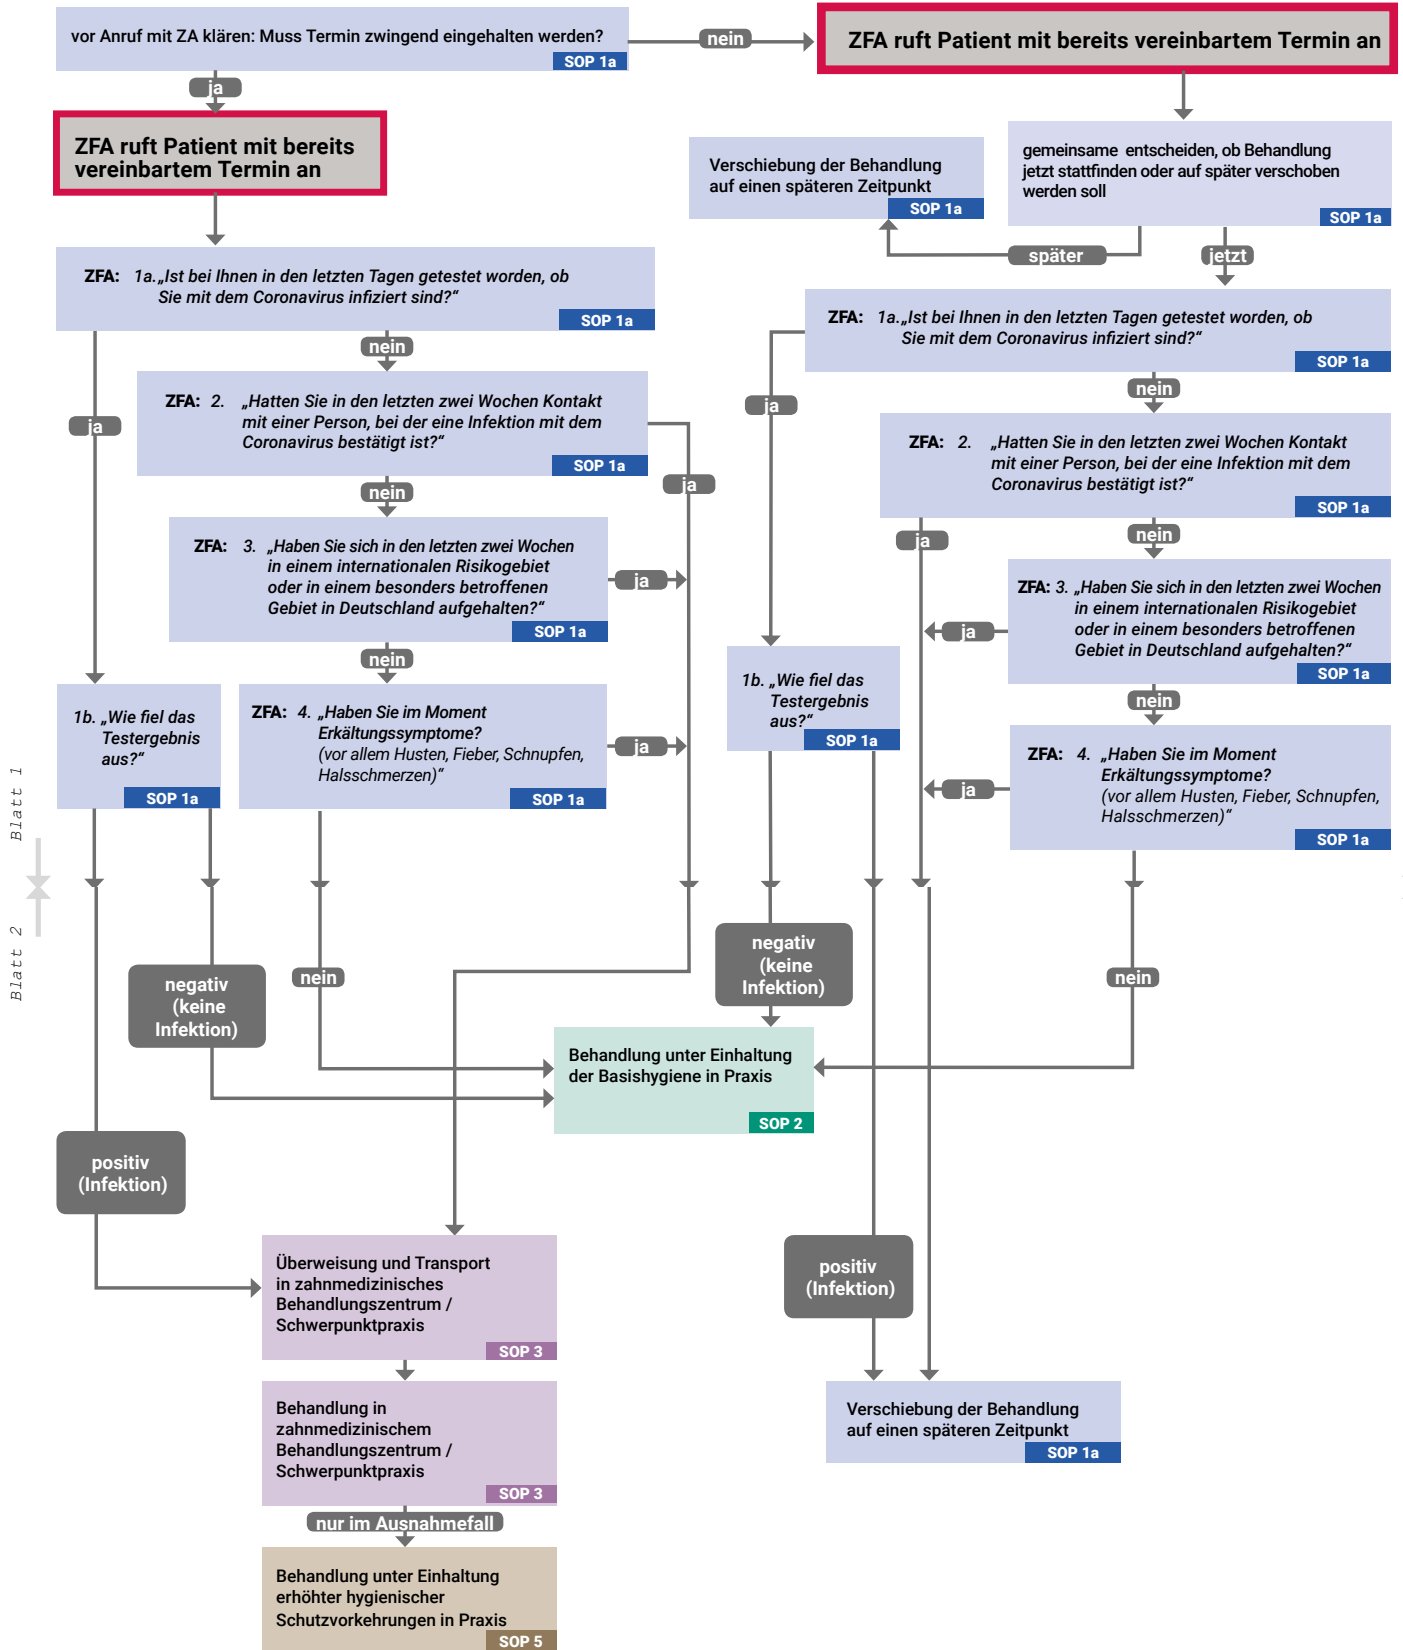 vor Anruf mit ZA klären: Muss Termin zwingend eingehalten werden?
SOP 1a
nein
ZFA ruft Patient mit bereits vereinbartem Termin an
ja
ZFA ruft Patient mit bereits
vereinbartem Termin an
Verschiebung der Behandlung
auf einen späteren Zeitpunkt
SOP 1a
gemeinsame entscheiden, ob Behandlung
jetzt stattfinden oder auf später verschoben
werden soll
SOP 1a
später
jetzt
ZFA: 1a. „Ist bei Ihnen in den letzten Tagen getestet worden, ob
Sie mit dem Coronavirus infiziert sind?“
SOP 1a
nein
ja
ZFA: 2. „Hatten Sie in den letzten zwei Wochen Kontakt
mit einer Person, bei der eine Infektion mit dem
Coronavirus bestätigt ist?“
SOP 1a
ja
nein
ZFA: 3. „Haben Sie sich in den letzten zwei Wochen
in einem internationalen Risikogebiet
oder in einem besonders betroffenen
Gebiet in Deutschland aufgehalten?“
SOP 1a
ja
nein
1b. „Wie fiel das
Testergebnis
aus?“
SOP 1a
ZFA: 4. „Haben Sie im Moment
Erkältungssymptome?
(vor allem Husten, Fieber, Schnupfen,
Halsschmerzen)“
SOP 1a
ja
ZFA: 1a. „Ist bei Ihnen in den letzten Tagen getestet worden, ob
Sie mit dem Coronavirus infiziert sind?“
SOP 1a
nein
ja
ZFA: 2. „Hatten Sie in den letzten zwei Wochen Kontakt
mit einer Person, bei der eine Infektion mit dem
Coronavirus bestätigt ist?“
SOP 1a
ja
nein
ZFA: 3. „Haben Sie sich in den letzten zwei Wochen
in einem internationalen Risikogebiet
oder in einem besonders betroffenen
Gebiet in Deutschland aufgehalten?“
SOP 1a
ja
nein
1b. „Wie fiel das
Testergebnis
aus?“
SOP 1a
ZFA: 4. „Haben Sie im Moment
Erkältungssymptome?
(vor allem Husten, Fieber, Schnupfen,
Halsschmerzen)“
SOP 1a
ja
Blatt 1
Blatt 2
negativ
(keine
Infektion)
nein
negativ
(keine
Infektion)
nein
Behandlung unter Einhaltung
der Basishygiene in Praxis
SOP 2
positiv
(Infektion)
Überweisung und Transport
in zahnmedizinisches
Behandlungszentrum /
Schwerpunktpraxis
SOP 3
positiv
(Infektion)
Behandlung in
zahnmedizinischem
Behandlungszentrum /
Schwerpunktpraxis
SOP 3
Verschiebung der Behandlung
auf einen späteren Zeitpunkt
SOP 1a
nur im Ausnahmefall
Behandlung unter Einhaltung
erhöhter hygienischer
Schutzvorkehrungen in Praxis
SOP 5